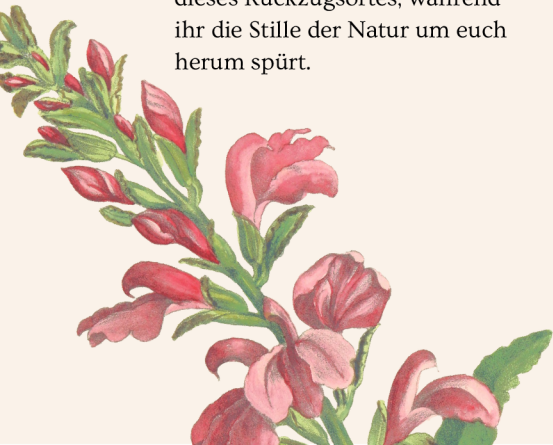 dieses Rückzugsortes, während
ihr die Stille der Natur um euch
herum spürt.